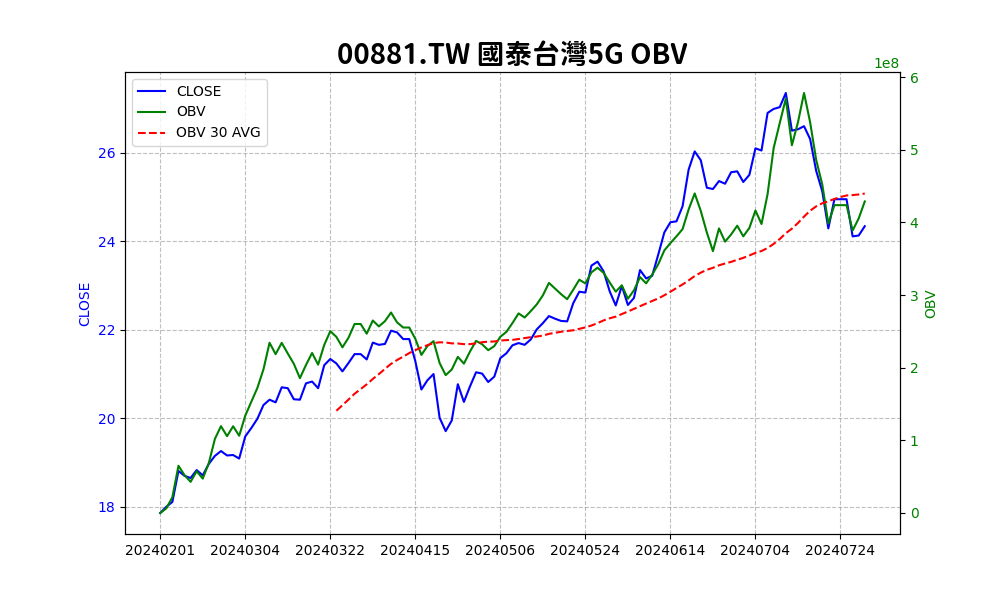 00881.TW 國泰台灣5G OBV
1e8
CLOSE
OBV
OBV 30 AVG
CLOSE
26
24
22
20
18
OBV
6
5
4
3
2
1
0
20240201 20240304 20240322 20240415 20240506 20240524 20240614 20240704 20240724